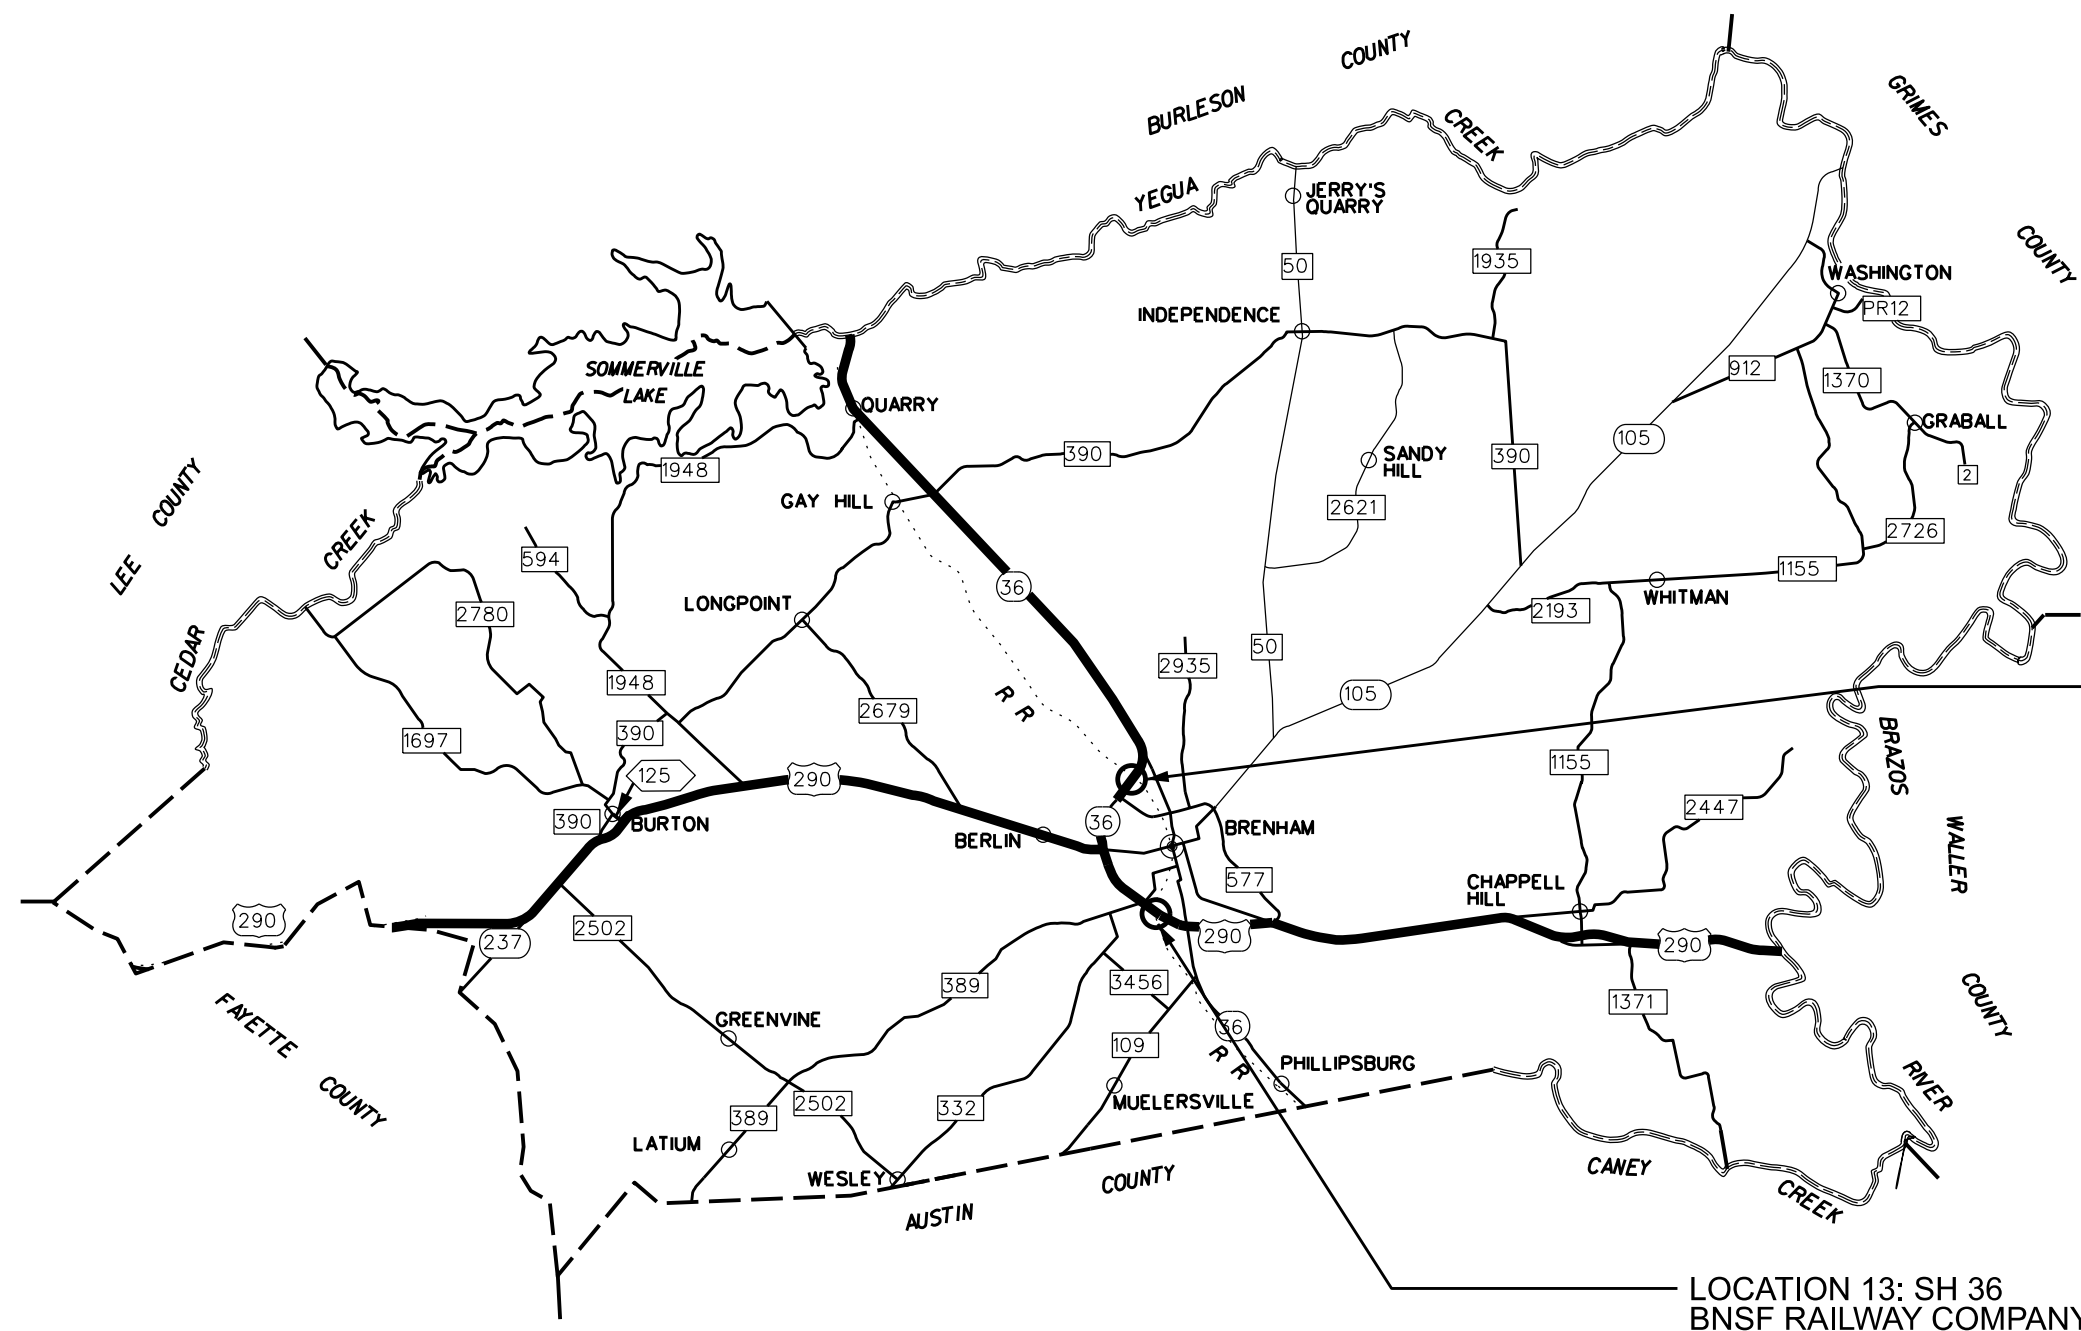 COUNTY
BURLESON
GRIMES
CREEK
YEGUA
JERRY'S
QUARRY
COUNTY
50
1935
WASHINGTON
PR12
INDEPENDENCE
SOMMERVILLE
LAKE
912
1370
QUARRY
GRABALL
105
390
390
SANDY
HILL
1948
2
LEE COUNTY
GAY HILL
2621
CREEK
594
2726
36
1155
LONGPOINT
WHITMAN
2780
2193
50
CEDAR
2935
1948
105
2679
R R
390
1697
BRAZOS
1155
125
290
2447
390
BURTON
36
BRENHAM
BERLIN
WALLER
577
CHAPPELL
HILL
290
2502
237
290
290
389
3456
1371
COUNTY
FAYETTE
GREENVINE
36
109
R R
PHILLIPSBURG
RIVER
COUNTY
2502
332
MUELERSVILLE
389
LATIUM
CANEY
WESLEY
COUNTY
CREEK
AUSTIN
LOCATION 13: SH 36
BNSF RAILWAY COMPANY